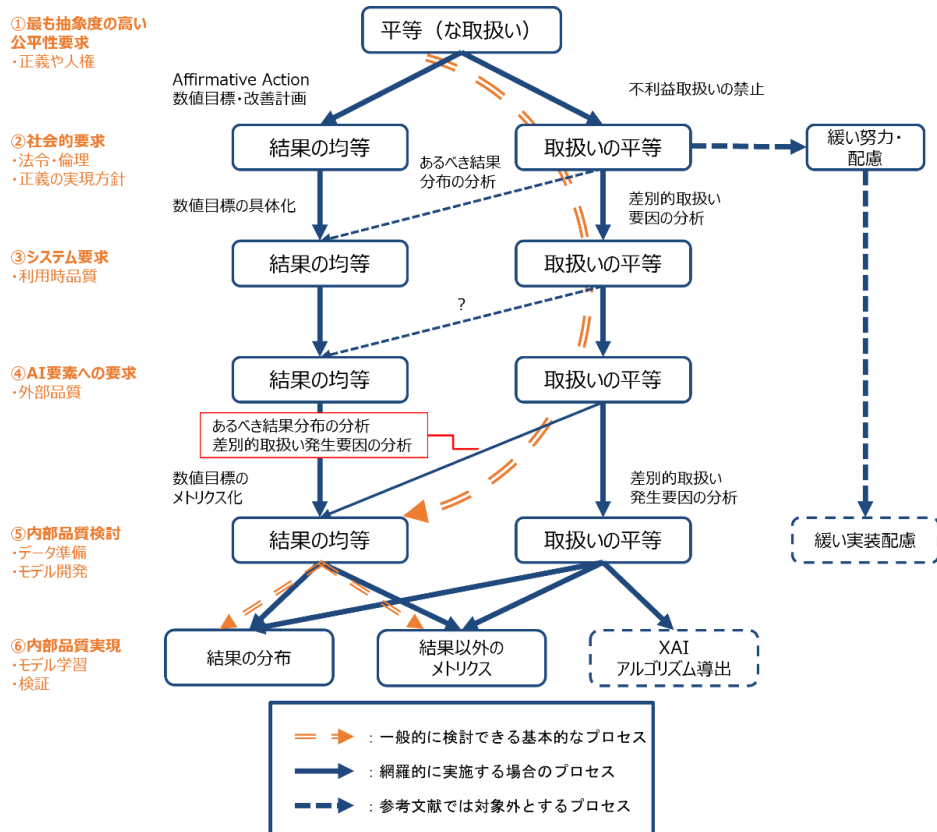 ①最も抽象度の高い
公平性要求
・正義や人権
平等（な取扱い）
Affirmative Action
数値目標・改善計画
不利益取扱いの禁止
②社会的要求
・法令・倫理
・正義の実現方針
結果の均等
取扱いの平等
緩い努力・
配慮
あるべき結果
分布の分析
数値目標の具体化
差別的取扱い
要因の分析
③システム要求
・利用時品質
結果の均等
取扱いの平等
?
④AI要素への要求
・外部品質
結果の均等
取扱いの平等
あるべき結果分布の分析
差別的取扱い発生要因の分析
数値目標の
メトリクス化
差別的取扱い
発生要因の分析
⑤内部品質検討
・データ準備
・モデル開発
結果の均等
取扱いの平等
緩い実装配慮
⑥内部品質実現
・モデル学習
・検証
結果の分布
結果以外の
メトリクス
XAI
アルゴリズム導出
：一般的に検討できる基本的なプロセス
：網羅的に実施する場合のプロセス
：参考文献では対象外とするプロセス